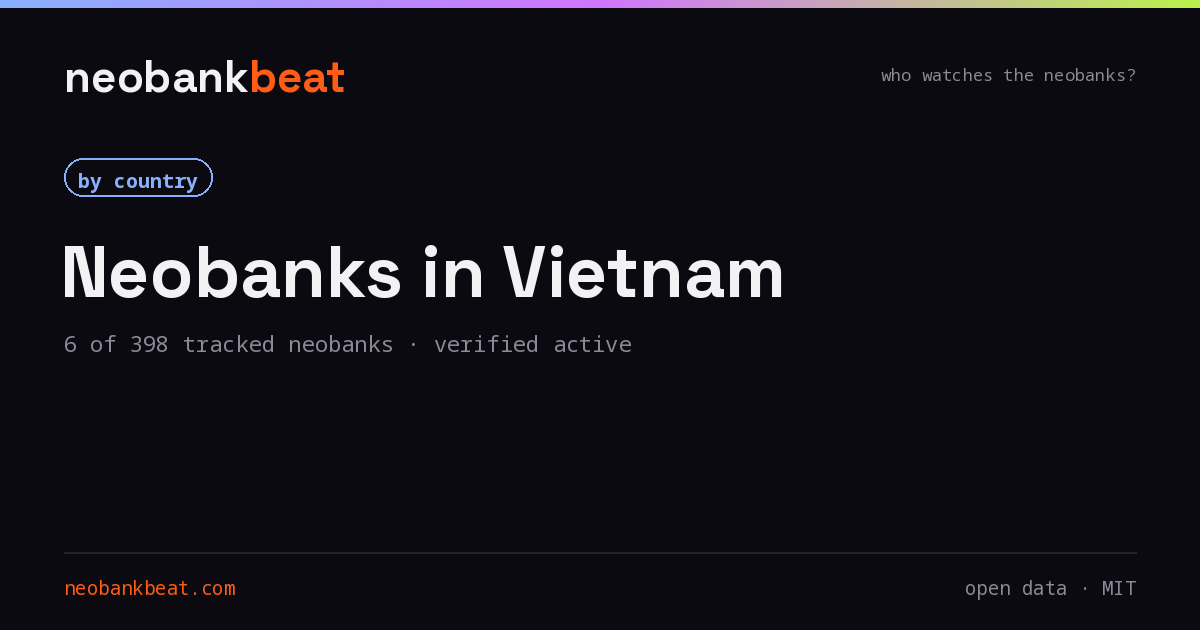 neobankbeat
who watches the neobanks?
by country
Neobanks in Vietnam
6 of 398 tracked neobanks · verified active
neobankbeat.com
open data · MIT